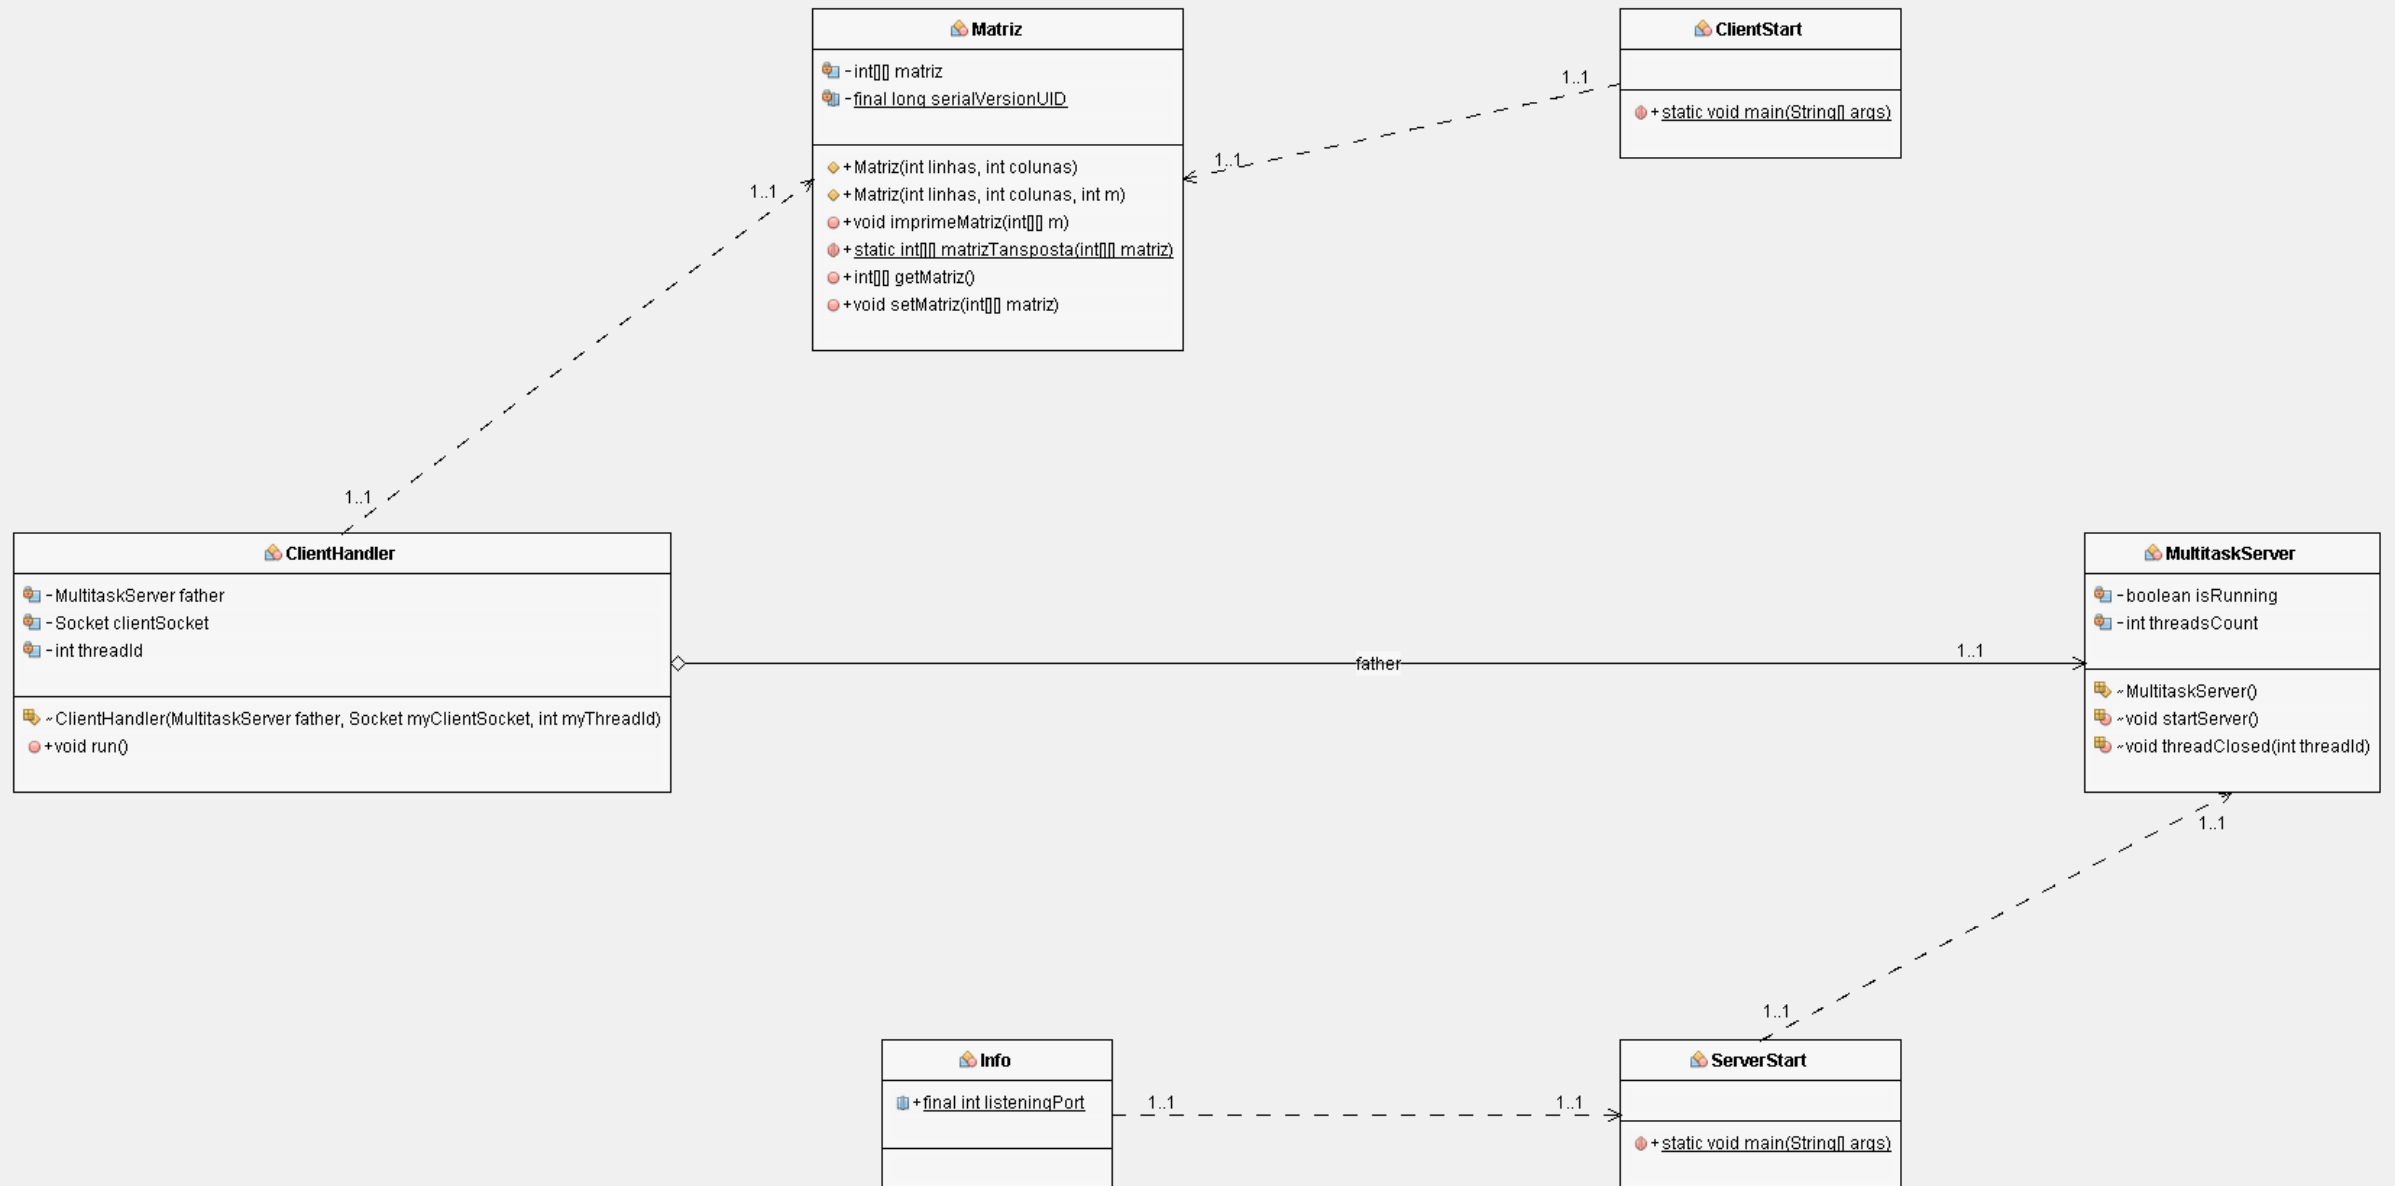 Matriz
-int[][] matriz
-final long serialVersionUID
+Matriz(int linhas, int colunas)
+Matriz(int linhas, int colunas, int m)
+void imprimeMatriz(int[][] m)
+static int[][] matrizTansposta(int[][] matriz)
+int[][] getMatriz()
+void setMatriz(int[][] matriz)
ClientStart
+static void main(String[] args)
1..1
1..1
1..1
1..1
ClientHandler
-MultitaskServer father
-Socket clientSocket
-int threadId
~ClientHandler(MultitaskServer father, Socket myClientSocket, int myThreadId)
+void run()
father
1..1
MultitaskServer
-boolean isRunning
-int threadsCount
~MultitaskServer()
~void startServer()
~void threadClosed(int threadId)
1..1
1..1
Info
+final int listeningPort
1..1
1..1
ServerStart
+static void main(String[] args)